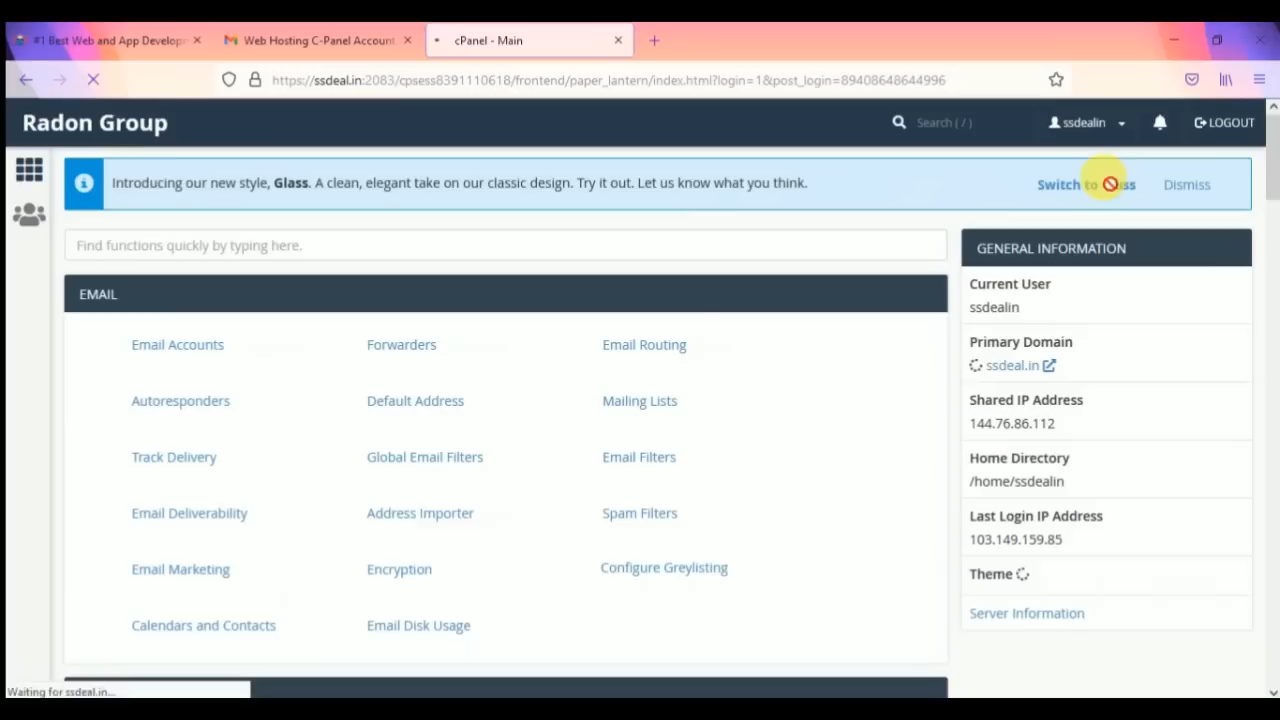 #1 Best Web and App Develop
Web Hosting C-Panel Account
cPanel - Main
https://ssdeal.in:2083/cpsess8391110618/frontend/paper_lantern/index.html?login=1&post_login=89408648644996
Radon Group
Search ( / )
ssdealin
LOGOUT
Introducing our new style, Glass. A clean, elegant take on our classic design. Try it out. Let us know what you think.
Switch to
Dismiss
Find functions quickly by typing here.
EMAIL
Email Accounts
Forwarders
Email Routing
Autoresponders
Default Address
Mailing Lists
Track Delivery
Global Email Filters
Email Filters
Email Deliverability
Address Importer
Spam Filters
Email Marketing
Encryption
Configure Greylisting
Calendars and Contacts
Email Disk Usage
GENERAL INFORMATION
Current User
ssdealin
Primary Domain
ssdeal.in
Shared IP Address
144.76.86.112
Home Directory
/home/ssdealin
Last Login IP Address
103.149.159.85
Theme
Server Information
Waiting for ssdeal.in...